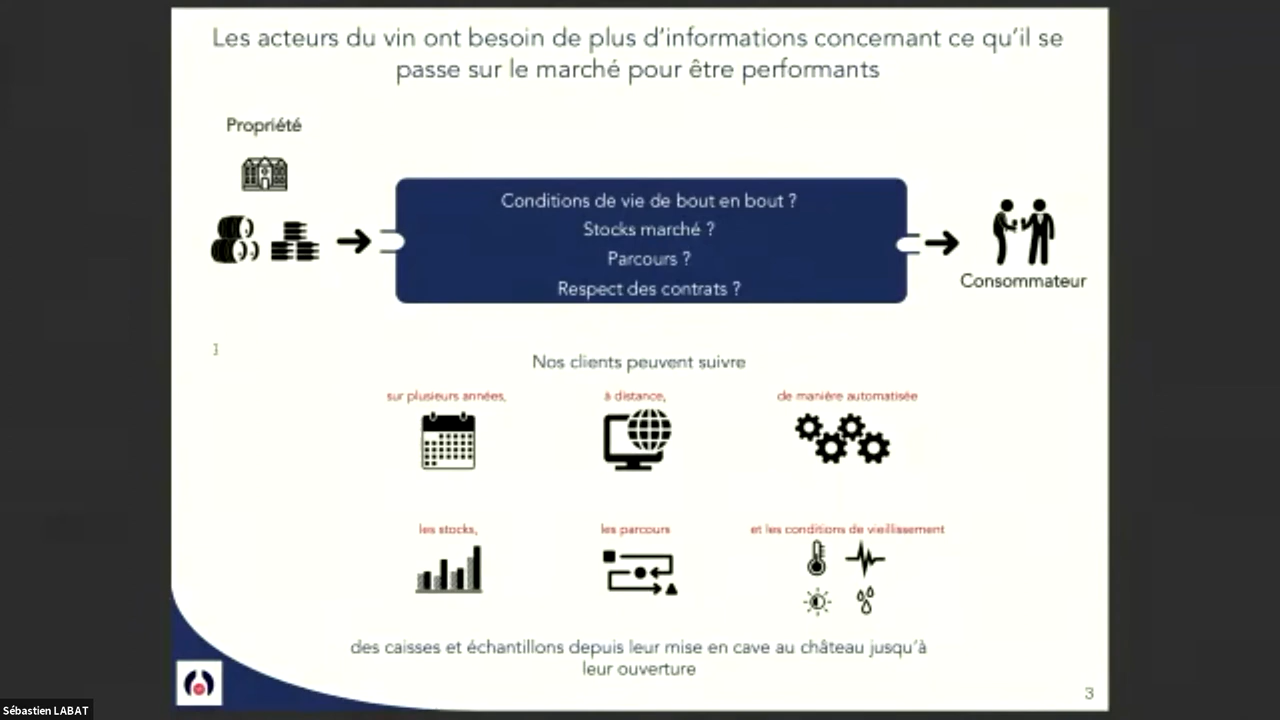 Les acteurs du vin ont besoin de plus d'informations concernant ce qu'il se
passe sur le marché pour être performants
Propriété
Conditions de vie de bout en bout ?
Stocks marché ?
Parcours ?
Respect des contrats ?
Consommateur
Nos clients peuvent suivre
sur plusieurs années,
à distance,
de manière automatisée
les stocks,
les parcours
et les conditions de vieillissement
des caisses et échantillons depuis leur mise en cave au château jusqu'à
leur ouverture
3
Sébastien LABAT